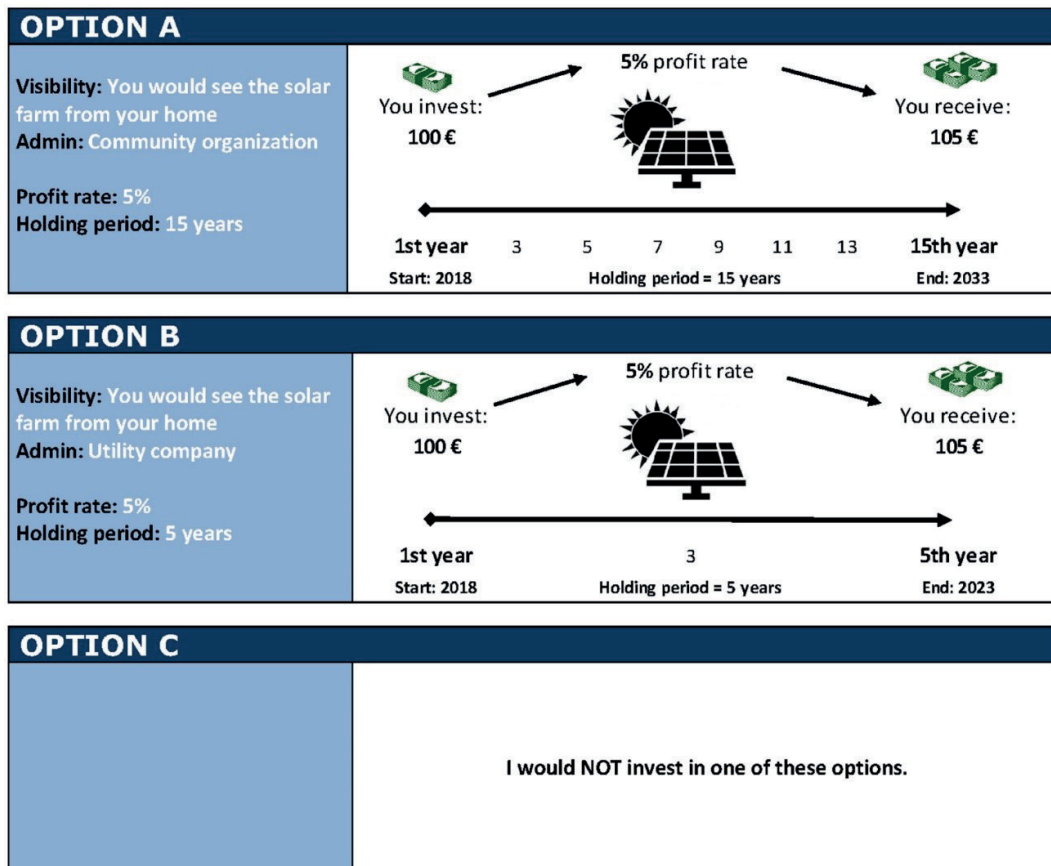 OPTION A
Visibility: You would see the solar
farm from your home
Admin: Community organization
Profit rate: 5%
Holding period: 15 years
You invest:
100 €
5% profit rate
You receive:
105 €
1st year 3 5 7 9 11 13 15th year
Start: 2018 Holding period = 15 years End: 2033
OPTION B
Visibility: You would see the solar
farm from your home
Admin: Utility company
Profit rate: 5%
Holding period: 5 years
You invest:
100 €
5% profit rate
You receive:
105 €
1st year 3 5th year
Start: 2018 Holding period = 5 years End: 2023
OPTION C
I would NOT invest in one of these options.